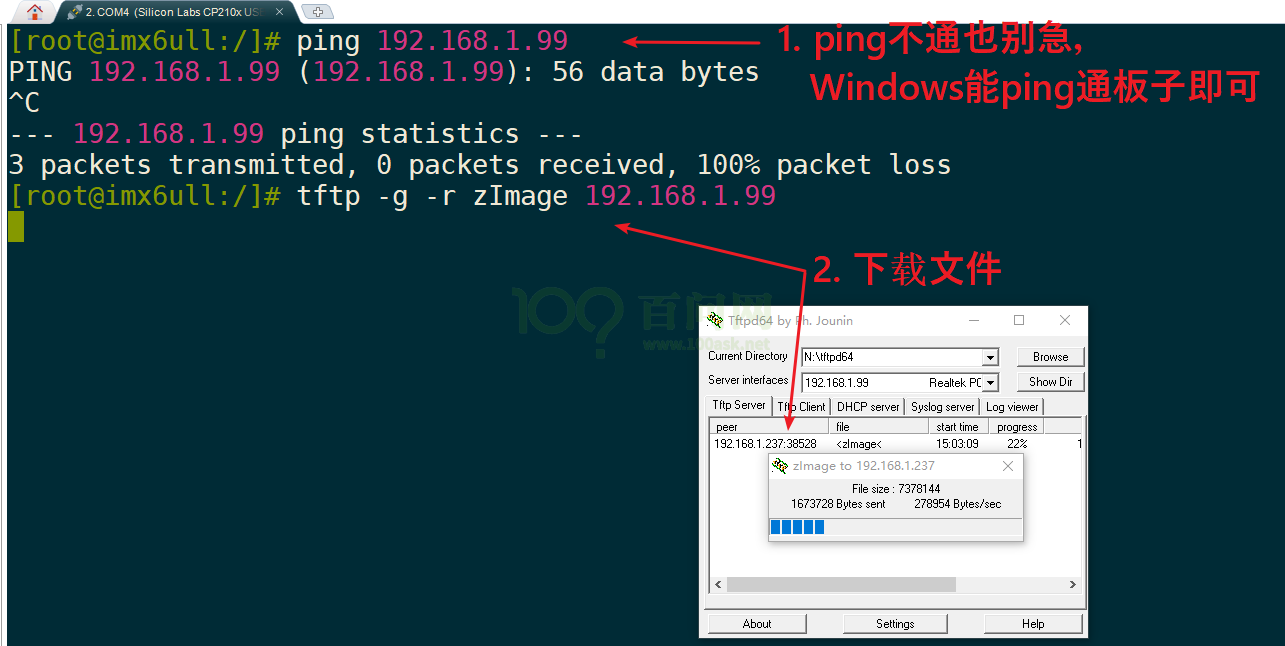 2. COM4 (Silicon Labs CP210x US
[root@imx6ull:/]# ping 192.168.1.99
PING 192.168.1.99 (192.168.1.99): 56 data bytes
^C
--- 192.168.1.99 ping statistics ---
3 packets transmitted, 0 packets received, 100% packet loss
[root@imx6ull:/]# tftp -g -r zImage 192.168.1.99
1. ping不通也别急,
Windows能ping通板子即可
2. 下载文件
100? 百问网
www.100ask.net
Tftpd64 by Ph. Jounin
Current Directory N:\tftpd64 Browse
Server interfaces 192.168.1.99 Realtek PC Show Dir
Tftp Server Tftp Client DHCP server Syslog server Log viewer
peer file start time progress
192.168.1.237:38528 <zImage< 15:03:09 22% 1
zImage to 192.168.1.237
File size : 7378144
1673728 Bytes sent 278954 Bytes/sec
About Settings Help